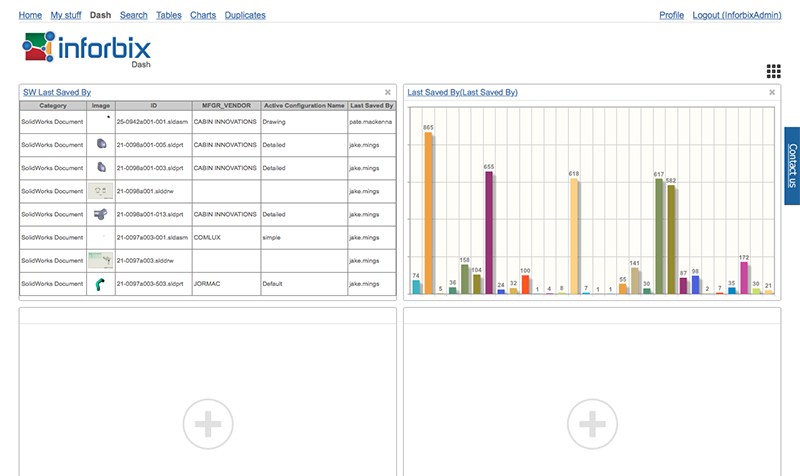 Home My stuff Dash Search Tables Charts Duplicates Profile Logout (InforbixAdmin)
inforbix
Dash
SW Last Saved By
Category Image ID MFGR_VENDOR Active Configuration Name Last Saved By
SolidWorks Document 25-0942a001-001.sldasm CABIN INNOVATIONS Drawing pate.mackenna
SolidWorks Document 21-0098a001-005.sldprt CABIN INNOVATIONS Detailed jake.mings
SolidWorks Document 21-0098a001-003.sldprt CABIN INNOVATIONS Detailed jake.mings
SolidWorks Document 21-0098a001.slddrw jake.mings
SolidWorks Document 21-0098a001-013.sldprt CABIN INNOVATIONS Detailed jake.mings
SolidWorks Document 21-0097a003-001.sldasm COMLUX simple jake.mings
SolidWorks Document 21-0097a003.slddrw jake.mings
SolidWorks Document 21-0097a003-503.sldprt JORMAC Default jake.mings
Last Saved By(Last Saved By)
74 865 5 36 156 104 655 24 32 100 1 4 8 618 7 1 1 55 141 30 617 582 87 98 2 7 35 172 30 21
Contact us